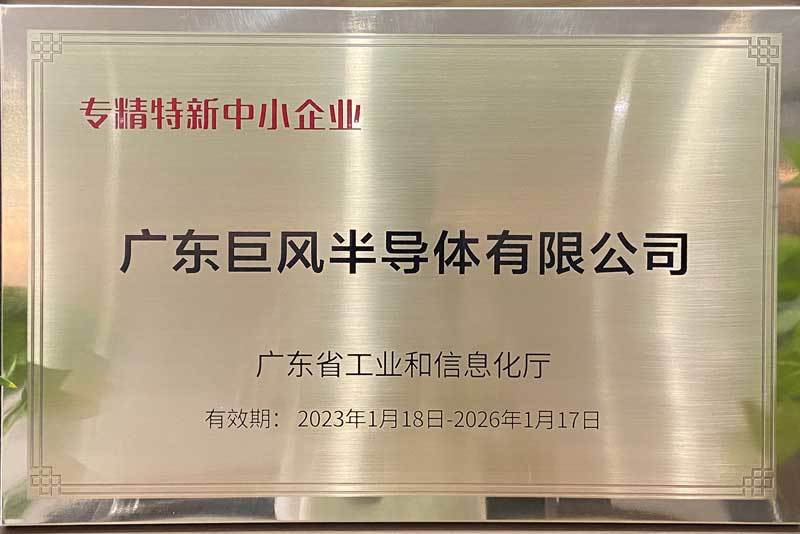 专精特新中小企业
广东巨风半导体有限公司
广东省工业和信息化厅
有效期： 2023年1月18日-2026年1月17日